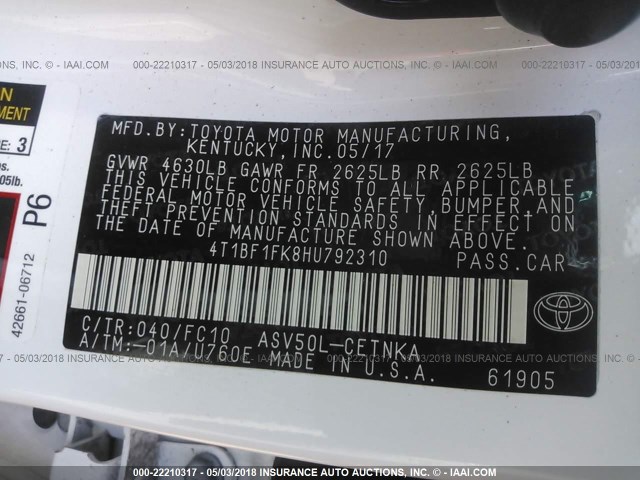 000-22210317 - 05/03/2018 INSURANCE AUTO AUCTIONS, INC. - IAAI.COM
MENT
E: 3
05lb.
P6
42661-06712
MFD.BY:TOYOTA MOTOR MANUFACTURING,
KENTUCKY, INC.05/17
GVWR 4630LB GAWR FR 2625LB RR 2625LB
THIS VEHICLE CONFORMS TO ALL APPLICABLE
FEDERAL MOTOR VEHICLE SAFETY, BUMPER,AND
THEFT PREVENTION STANDARDS IN EFFECT ON
THE DATE OF MANUFACTURE SHOWN ABOVE.
4T1BF1FK8HU792310 PASS.CAR
C/TR:040/FC10 ASV50L-CETNKA
A/TM:-01A/U760E MADE IN U.S.A. 61905
000-22210317 - 05/03/2018 INSURANCE AUTO AUCTIONS, INC. - IAAI.COM